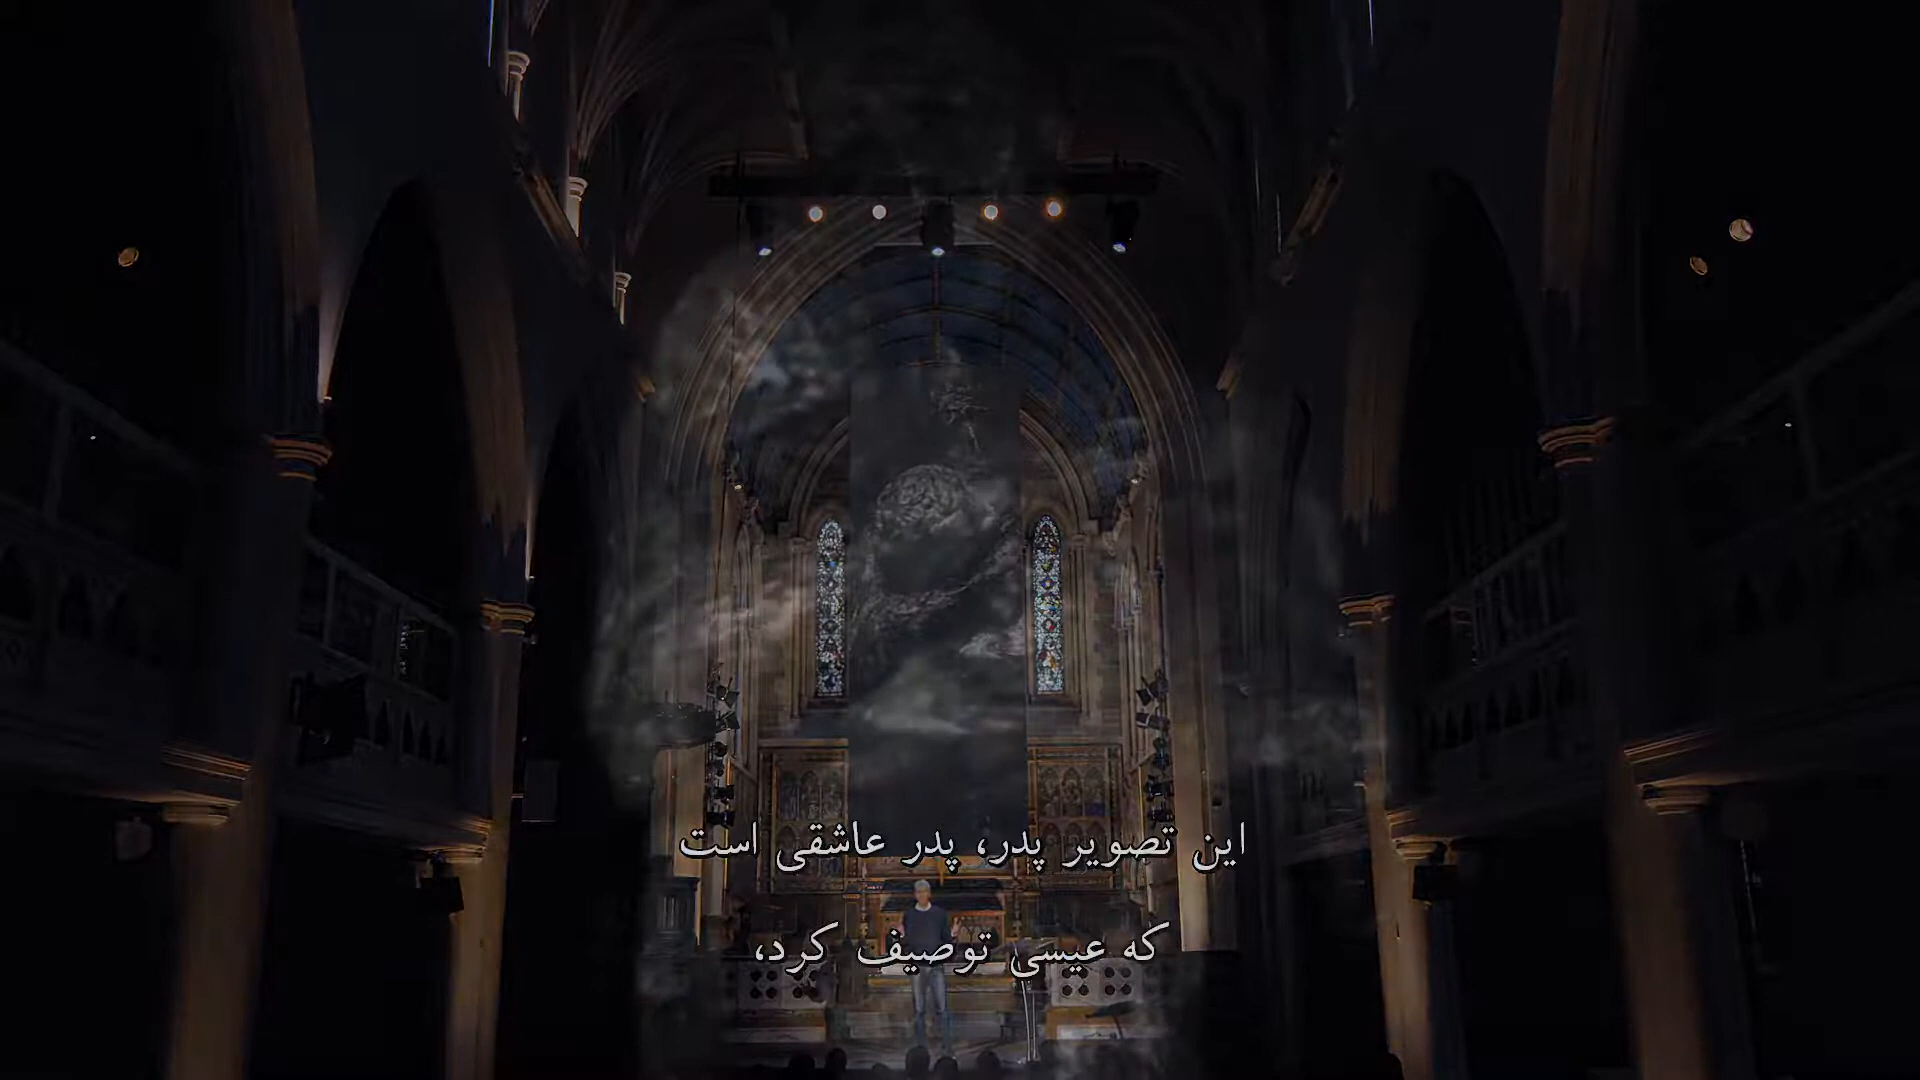 این تصویر پدر، پدر عاشقی است
که عیسی توصیف کرد،